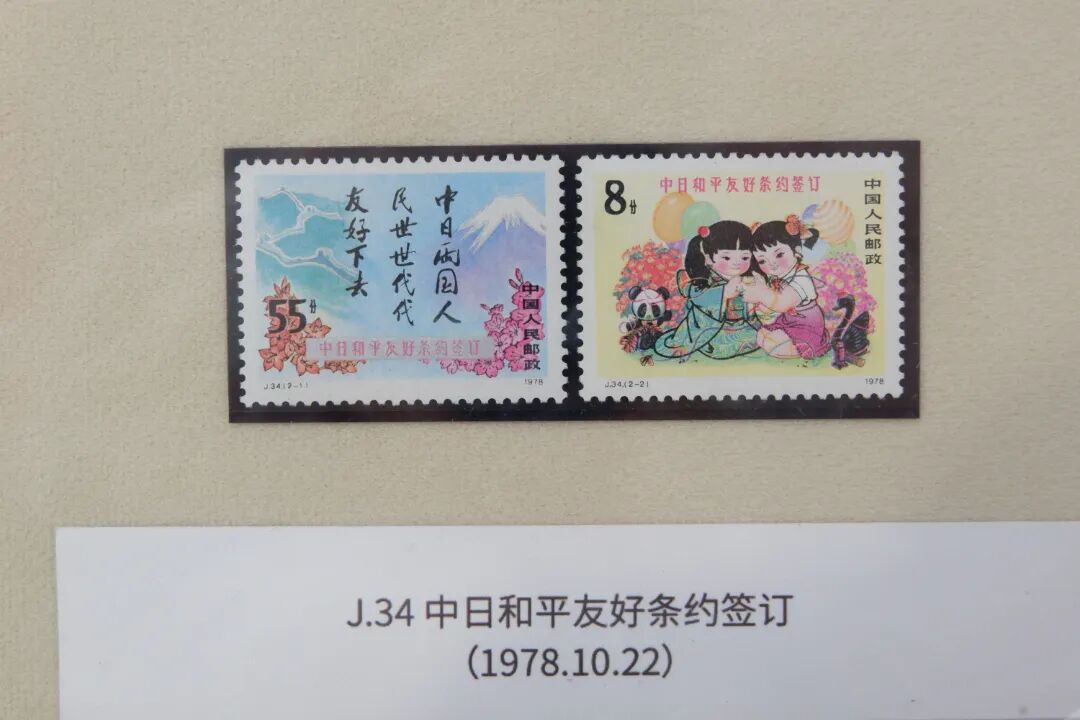 中日両国人
民世世代代
友好下去
55分
中国人民邮政
中日和平友好条约签订
J.34.(2-1)
1978
8分
中日和平友好条约签订
中国人民邮政
J.34.(2-2)
1978
J.34 中日和平友好条约签订
(1978.10.22)